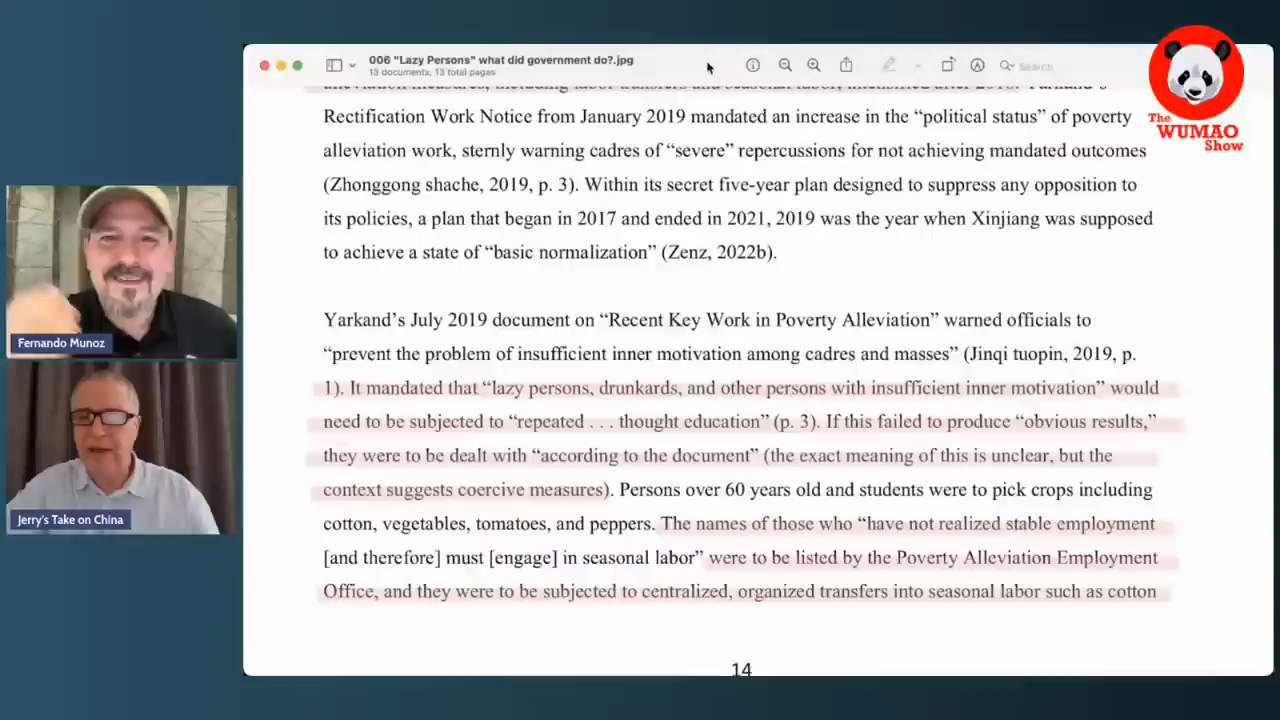 006 "Lazy Persons" what did government do?.jpg
13 documents, 13 total pages
Search
The
WUMAO
Show
alleviation measures, including labor transfers and seasonal labor, intensified after
Rectification Work Notice from January 2019 mandated an increase in the “political status” of poverty
alleviation work, sternly warning cadres of “severe” repercussions for not achieving mandated outcomes
(Zhonggong shache, 2019, p. 3). Within its secret five-year plan designed to suppress any opposition to
its policies, a plan that began in 2017 and ended in 2021, 2019 was the year when Xinjiang was supposed
to achieve a state of “basic normalization” (Zenz, 2022b).
Yarkand’s July 2019 document on “Recent Key Work in Poverty Alleviation” warned officials to
“prevent the problem of insufficient inner motivation among cadres and masses” (Jinqi tuopin, 2019, p.
1). It mandated that “lazy persons, drunkards, and other persons with insufficient inner motivation” would
need to be subjected to “repeated . . . thought education” (p. 3). If this failed to produce “obvious results,”
they were to be dealt with “according to the document” (the exact meaning of this is unclear, but the
context suggests coercive measures). Persons over 60 years old and students were to pick crops including
cotton, vegetables, tomatoes, and peppers. The names of those who “have not realized stable employment
[and therefore] must [engage] in seasonal labor” were to be listed by the Poverty Alleviation Employment
Office, and they were to be subjected to centralized, organized transfers into seasonal labor such as cotton
14
Fernando Munoz
Jerry's Take on China